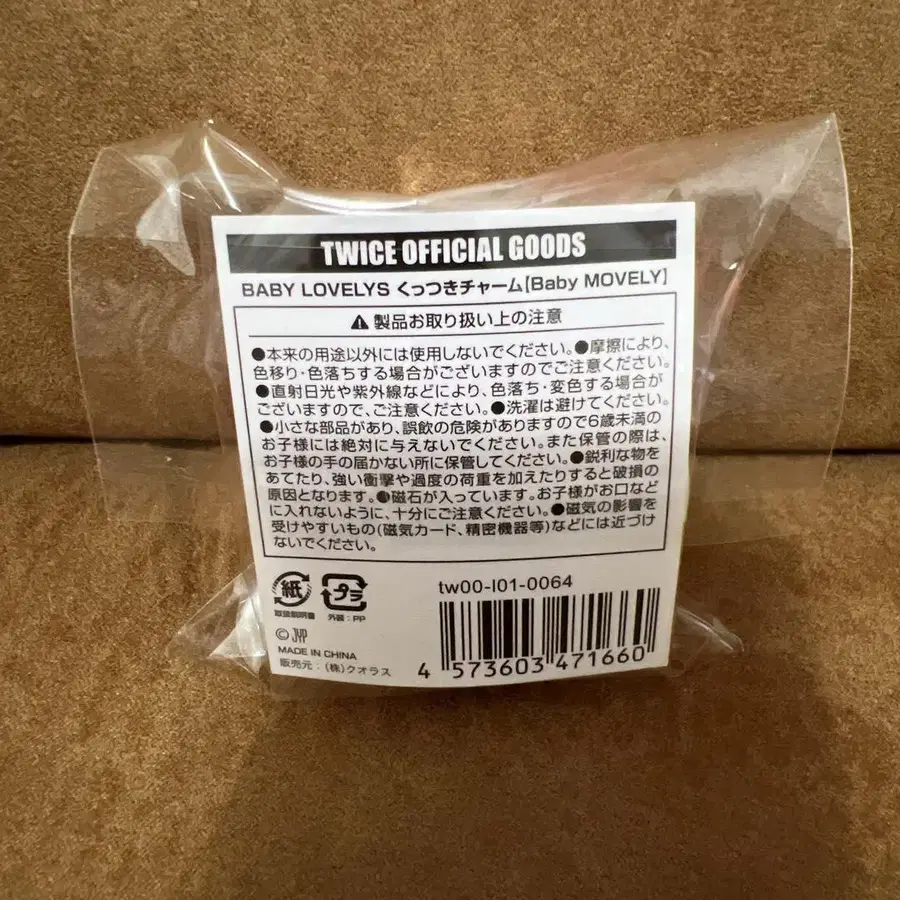 TWICE OFFICIAL GOODS
BABY LOVELYS くっつきチャーム【Baby MOVELY】
⚠製品お取り扱い上の注意
●本来の用途以外には使用しないでください。●摩擦により、
色移り・色落ちする場合がございますのでご注意ください。
●直射日光や紫外線などにより、色落ち・変色する場合が
ございますので、ご注意ください。●洗濯は避けてください。
●小さな部品があり、誤飲の危険がありますので6歳未満の
お子様には絶対に与えないでください。また保管の際は、
お子様の手の届かない所に保管してください。●鋭利な物を
あてたり、強い衝撃や過度の荷重を加えたりすると破損の
原因となります。●磁石が入っています。お子様がお口など
に入れないように、十分にご注意ください。●磁気の影響を
受けやすいもの(磁気カード、精密機器等)などには近づけ
ないでください。
紙
取扱説明書
プラ
外装:PP
tw00-l01-0064
©JYP
MADE IN CHINA
販売元:(株)クオラス
4 573603 471660